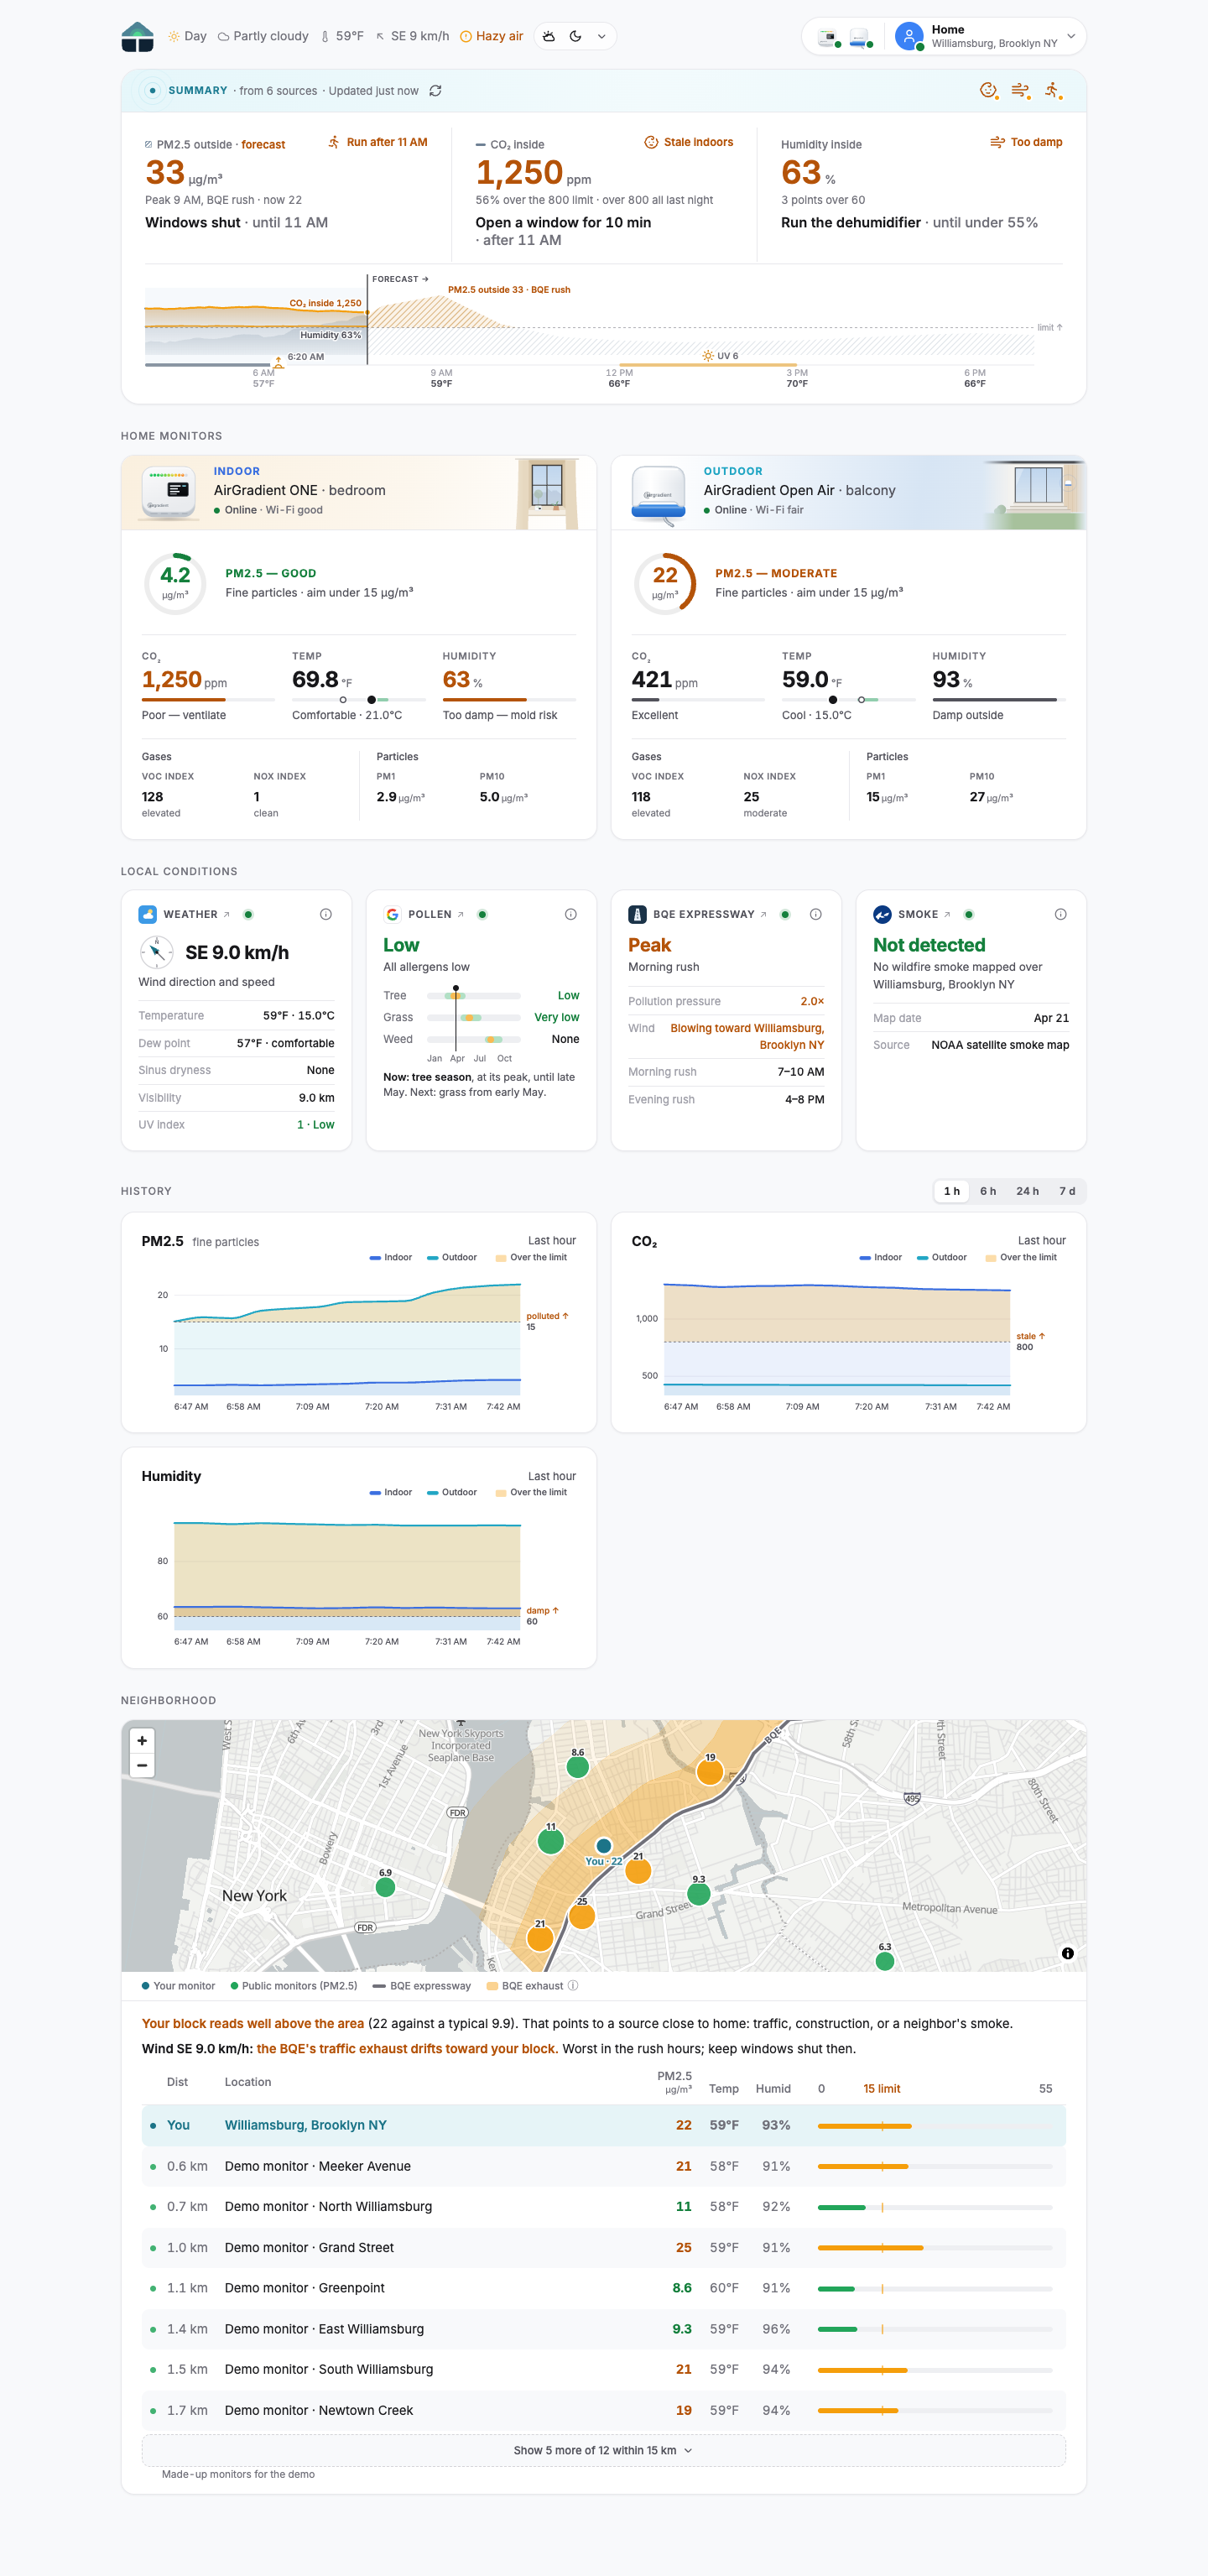 Day Partly cloudy 59°F SE 9 km/h Hazy air
Home
Williamsburg, Brooklyn NY
SUMMARY · from 6 sources · Updated just now
PM2.5 outside · forecast
Run after 11 AM
33 µg/m³
Peak 9 AM, BQE rush · now 22
Windows shut · until 11 AM
CO₂ inside
Stale indoors
1,250 ppm
56% over the 800 limit · over 800 all last night
Open a window for 10 min
· after 11 AM
Humidity inside
Too damp
63 %
3 points over 60
Run the dehumidifier · until under 55%
FORECAST →
PM2.5 outside 33 · BQE rush
CO₂ inside 1,250
Humidity 63%
limit ↑
6:20 AM
UV 6
6 AM 9 AM 12 PM 3 PM 6 PM
57°F 59°F 66°F 70°F 66°F
HOME MONITORS
INDOOR
AirGradient ONE · bedroom
Online · Wi-Fi good
4.2
µg/m³
PM2.5 — GOOD
Fine particles · aim under 15 µg/m³
CO₂ TEMP HUMIDITY
1,250 ppm 69.8 °F 63 %
Poor — ventilate Comfortable · 21.0°C Too damp — mold risk
Gases Particles
VOC INDEX NOX INDEX PM1 PM10
128 1 2.9 µg/m³ 5.0 µg/m³
elevated clean
OUTDOOR
AirGradient Open Air · balcony
Online · Wi-Fi fair
22
µg/m³
PM2.5 — MODERATE
Fine particles · aim under 15 µg/m³
CO₂ TEMP HUMIDITY
421 ppm 59.0 °F 93 %
Excellent Cool · 15.0°C Damp outside
Gases Particles
VOC INDEX NOX INDEX PM1 PM10
118 25 15 µg/m³ 27 µg/m³
elevated moderate
LOCAL CONDITIONS
WEATHER ↗
N
SE 9.0 km/h
Wind direction and speed
Temperature 59°F · 15.0°C
Dew point 57°F · comfortable
Sinus dryness None
Visibility 9.0 km
UV index 1 · Low
POLLEN ↗
Low
All allergens low
Tree Low
Grass Very low
Weed None
Jan Apr Jul Oct
Now: tree season, at its peak, until late
May. Next: grass from early May.
BQE EXPRESSWAY ↗
Peak
Morning rush
Pollution pressure 2.0×
Wind Blowing toward Williamsburg,
Brooklyn NY
Morning rush 7–10 AM
Evening rush 4–8 PM
SMOKE ↗
Not detected
No wildfire smoke mapped over
Williamsburg, Brooklyn NY
Map date Apr 21
Source NOAA satellite smoke map
HISTORY
1 h 6 h 24 h 7 d
PM2.5 fine particles Last hour
Indoor Outdoor Over the limit
20
polluted ↑
15
10
6:47 AM 6:58 AM 7:09 AM 7:20 AM 7:31 AM 7:42 AM
CO₂ Last hour
Indoor Outdoor Over the limit
1,000
stale ↑
800
500
6:47 AM 6:58 AM 7:09 AM 7:20 AM 7:31 AM 7:42 AM
Humidity Last hour
Indoor Outdoor Over the limit
80
damp ↑
60
60
6:47 AM 6:58 AM 7:09 AM 7:20 AM 7:31 AM 7:42 AM
NEIGHBORHOOD
+
−
West S
6th Av
3rd
1st Avenue
New York Skyports
Incorporated
Seaplane Base
BQE
58th S
th Street
80th Street
495
8.6
19
FDR
11
Bowery
You · 22
21
6.9
9.3
New York
25
Grand Street
Metropolitan Avenue
FDR
21
Ken
6.3
Your monitor Public monitors (PM2.5) BQE expressway BQE exhaust
Your block reads well above the area (22 against a typical 9.9). That points to a source close to home: traffic, construction, or a neighbor's smoke.
Wind SE 9.0 km/h: the BQE's traffic exhaust drifts toward your block. Worst in the rush hours; keep windows shut then.
Dist Location PM2.5 µg/m³ Temp Humid 0 15 limit 55
You Williamsburg, Brooklyn NY 22 59°F 93%
0.6 km Demo monitor · Meeker Avenue 21 58°F 91%
0.7 km Demo monitor · North Williamsburg 11 58°F 92%
1.0 km Demo monitor · Grand Street 25 59°F 91%
1.1 km Demo monitor · Greenpoint 8.6 60°F 91%
1.4 km Demo monitor · East Williamsburg 9.3 59°F 96%
1.5 km Demo monitor · South Williamsburg 21 59°F 94%
1.7 km Demo monitor · Newtown Creek 19 59°F 94%
Show 5 more of 12 within 15 km
Made-up monitors for the demo